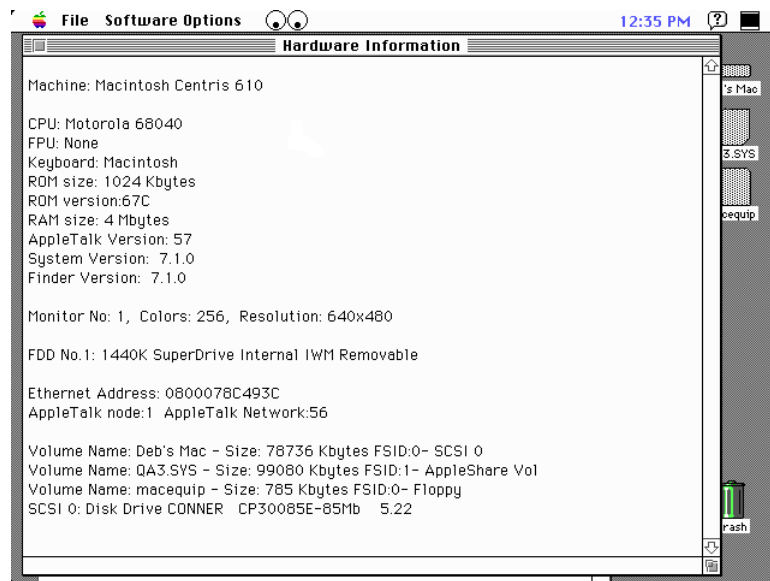 File Software Options 12:35 PM
Hardware Information
Machine: Macintosh Centris 610
CPU: Motorola 68040
FPU: None
Keyboard: Macintosh
ROM size: 1024 Kbytes
ROM version:67C
RAM size: 4 Mbytes
AppleTalk Version: 57
System Version: 7.1.0
Finder Version: 7.1.0
Monitor No: 1, Colors: 256, Resolution: 640x480
FDD No.1: 1440K SuperDrive Internal IWM Removable
Ethernet Address: 0800078C493C
AppleTalk node:1 AppleTalk Network:56
Volume Name: Deb's Mac - Size: 78736 Kbytes FSID:0- SCSI 0
Volume Name: QA3.SYS - Size: 99080 Kbytes FSID:1- AppleShare Vol
Volume Name: macequip - Size: 785 Kbytes FSID:0- Floppy
SCSI 0: Disk Drive CONNER CP30085E-85Mb 5.22
's Mac
3.SYS
cequip
rash